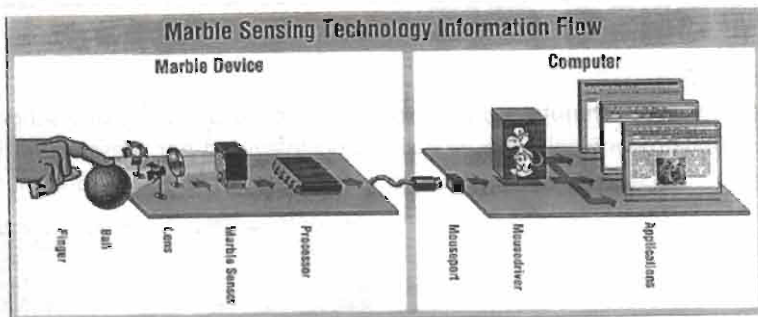 Marble Sensing Technology Information Flow
Marble Device
Computer
Finger
Ball
Lens
Marble Sensor
Processor
Mouseport
Mousedriver
Applications